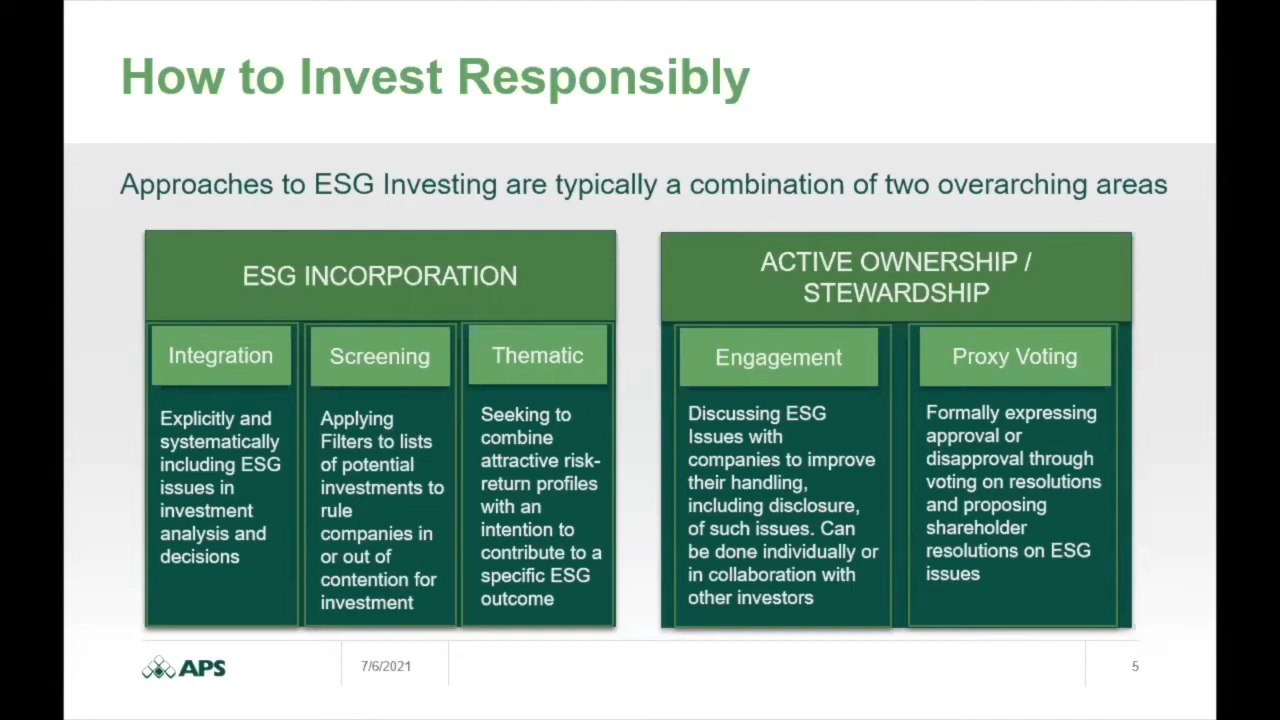 How to Invest Responsibly
Approaches to ESG Investing are typically a combination of two overarching areas
ESG INCORPORATION
Integration
Explicitly and
systematically
including ESG
issues in
investment
analysis and
decisions
Screening
Applying
Filters to lists
of potential
investments to
rule
companies in
or out of
contention for
investment
Thematic
Seeking to
combine
attractive risk-
return profiles
with an
intention to
contribute to a
specific ESG
outcome
ACTIVE OWNERSHIP /
STEWARDSHIP
Engagement
Discussing ESG
Issues with
companies to improve
their handling,
including disclosure,
of such issues. Can
be done individually or
in collaboration with
other investors
Proxy Voting
Formally expressing
approval or
disapproval through
voting on resolutions
and proposing
shareholder
resolutions on ESG
issues
APS
7/6/2021
5